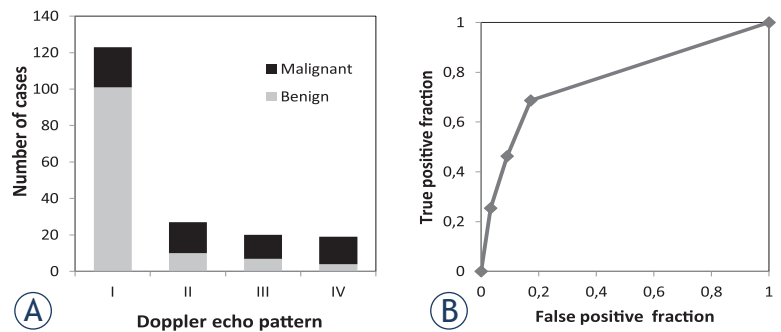 140
120
100
80
60
40
20
0
Number of cases
Malignant
Benign
I II III IV
Doppler echo pattern
A
1
0,8
0,6
0,4
0,2
0
True positive fraction
0 0,2 0,4 0,6 0,8 1
False positive fraction
B